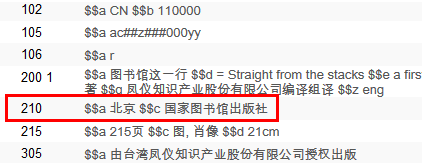 102 $$a CN $$b 110000
105 $$a ac##z###000yy
106 $$a r
200 1 $$a 图书馆这一行 $$d = Straight from the stacks $$e a first
著 $$g 凤仪知识产业股份有限公司编译组译 $$z eng
210 $$a 北京 $$c 国家图书馆出版社
215 $$a 215页 $$c 图, 肖像 $$d 21cm
305 $$a 由台湾凤仪知识产业股份有限公司授权出版